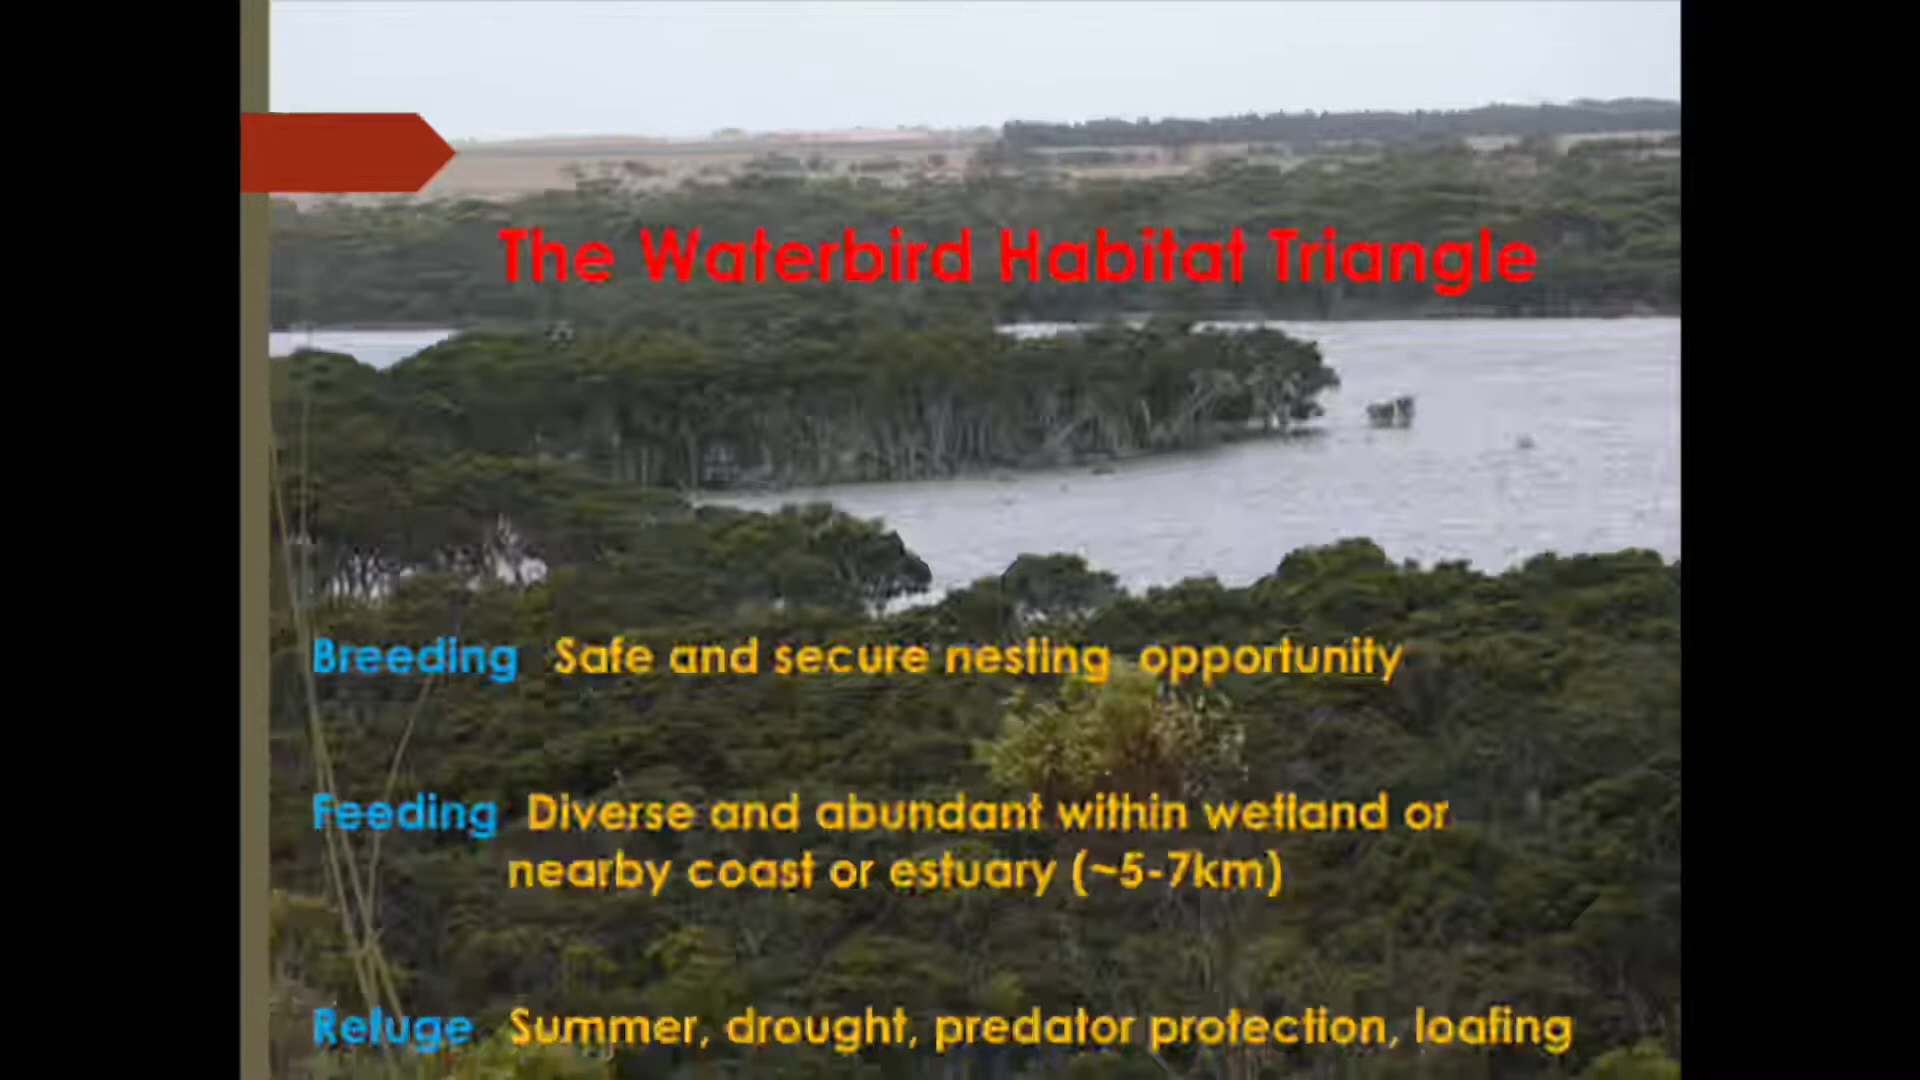 The Waterbird Habitat Triangle
Breeding Safe and secure nesting opportunity
Feeding Diverse and abundant within wetland or
nearby coast or estuary (~5-7km)
Refuge Summer, drought, predator protection, loafing